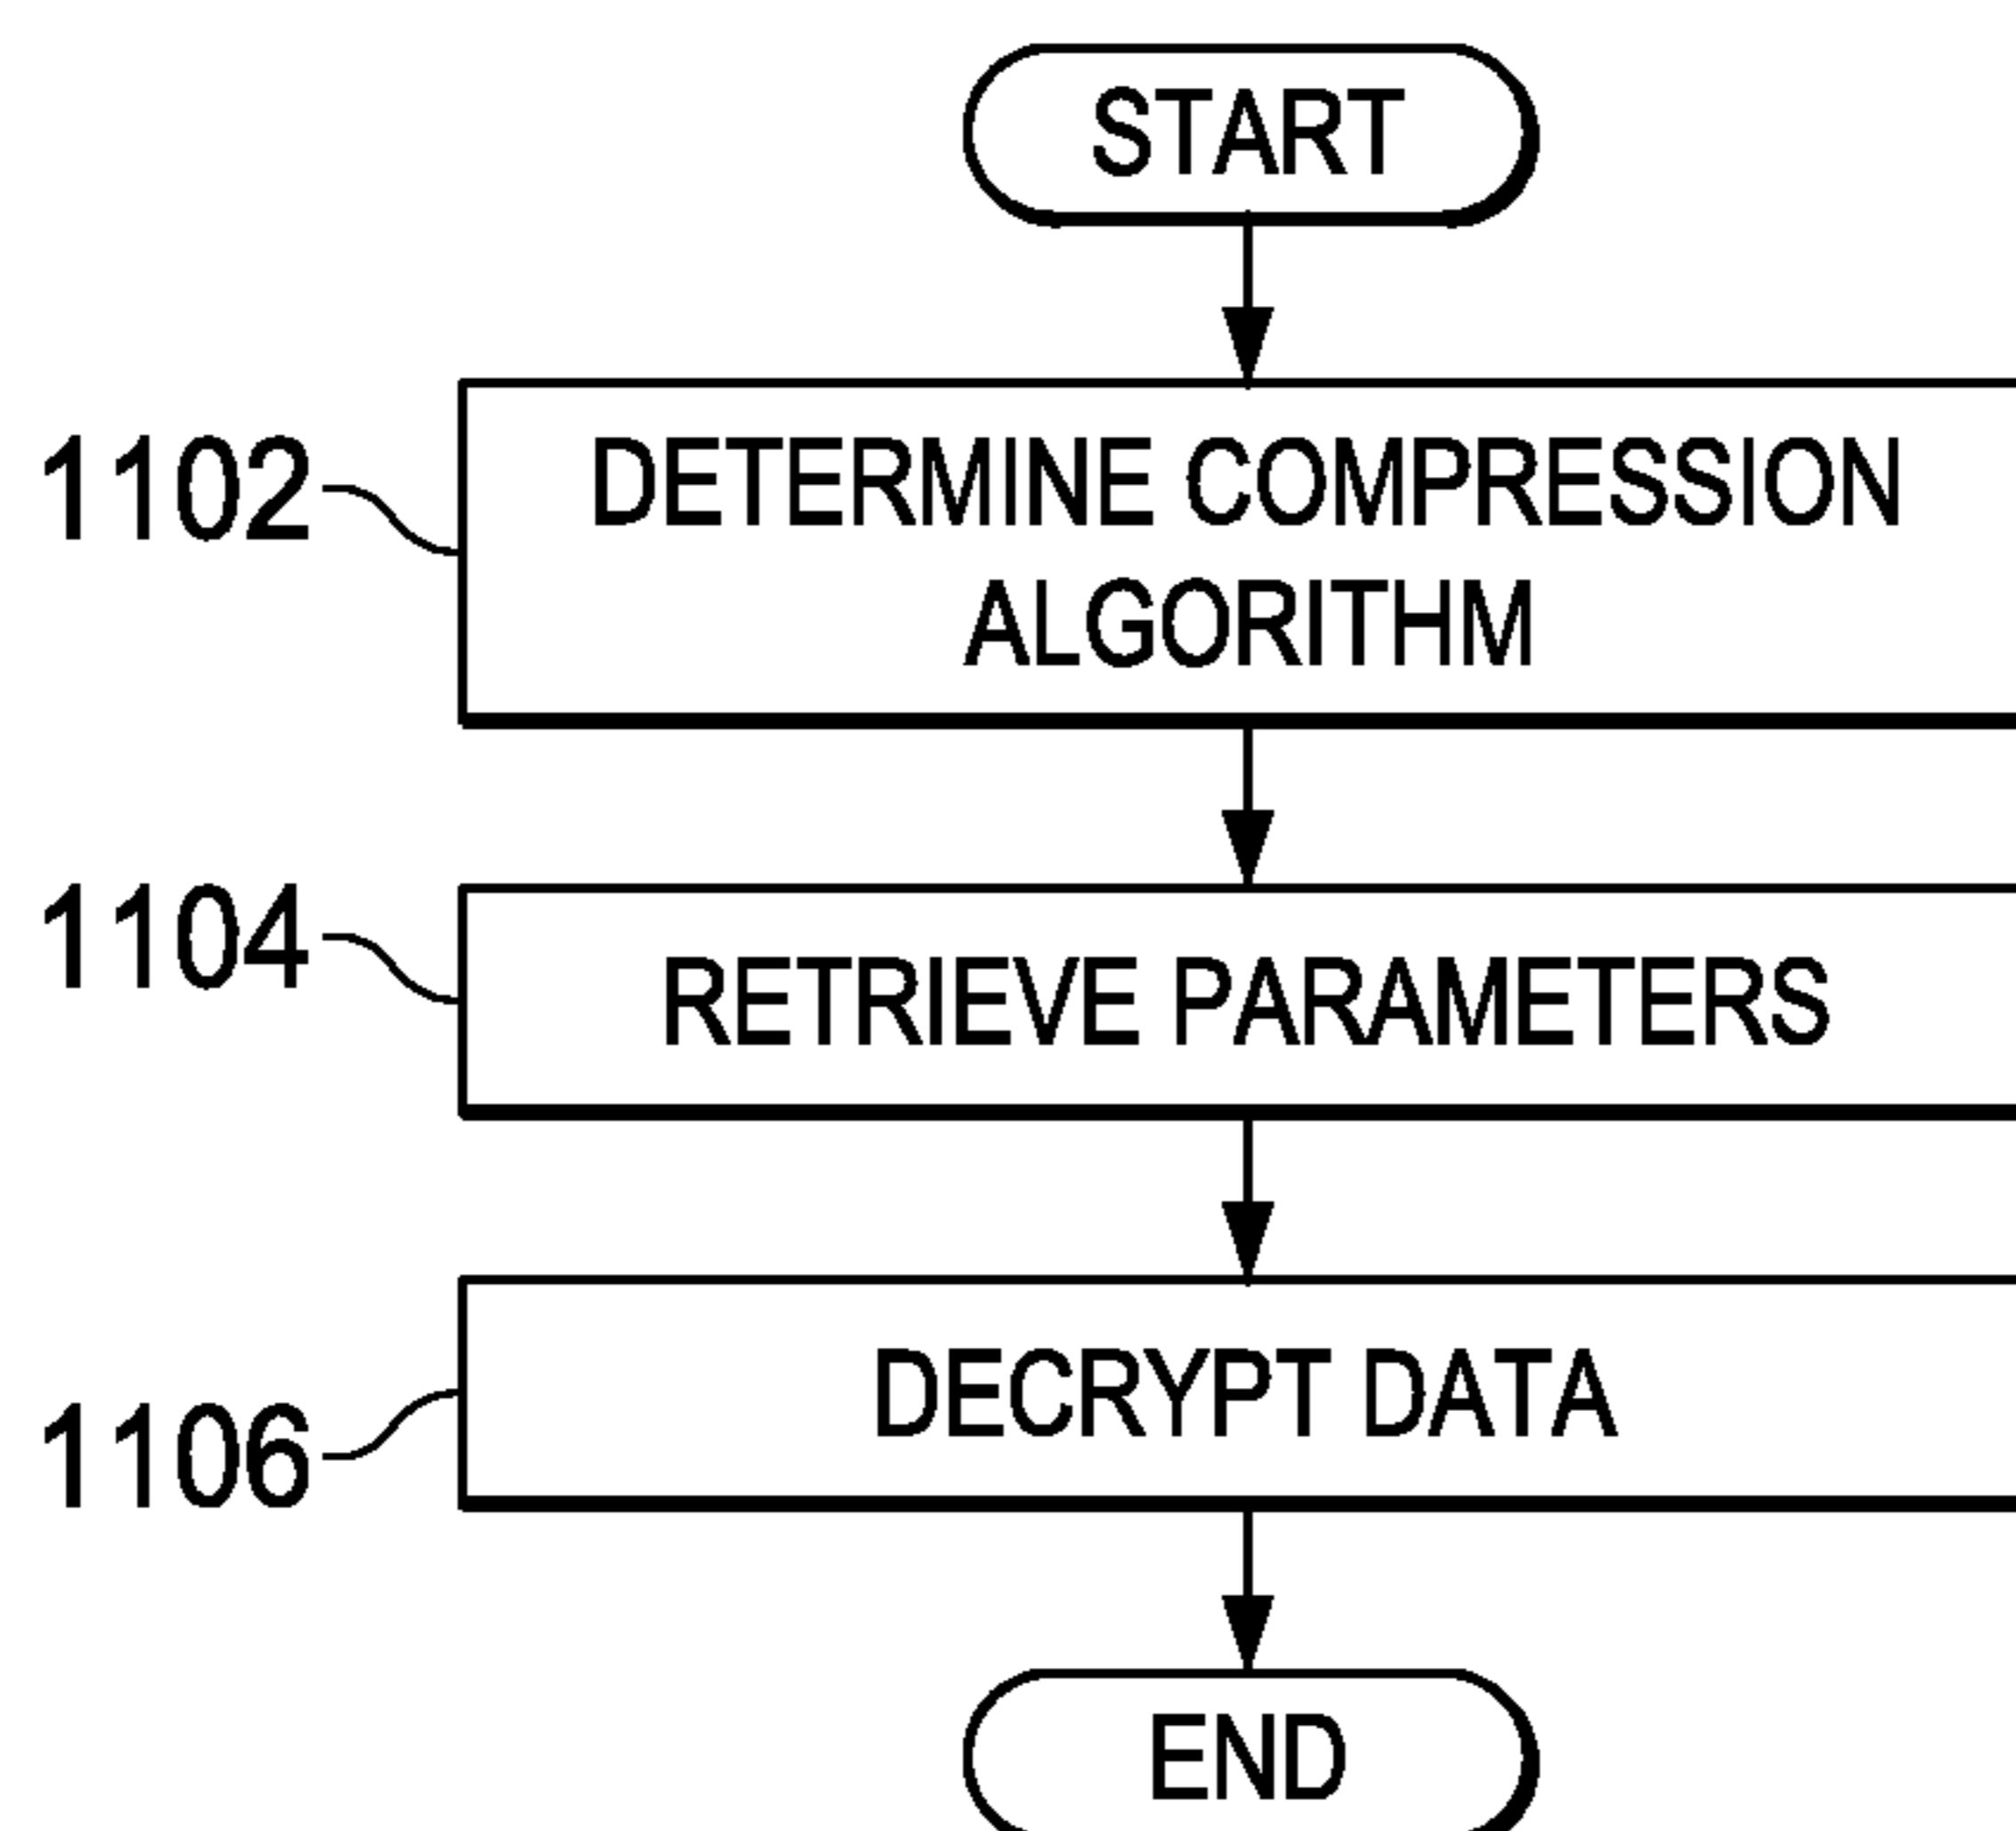 START
1102
DETERMINE COMPRESSION
ALGORITHM
1104
RETRIEVE PARAMETERS
1106
DECRYPT DATA
END